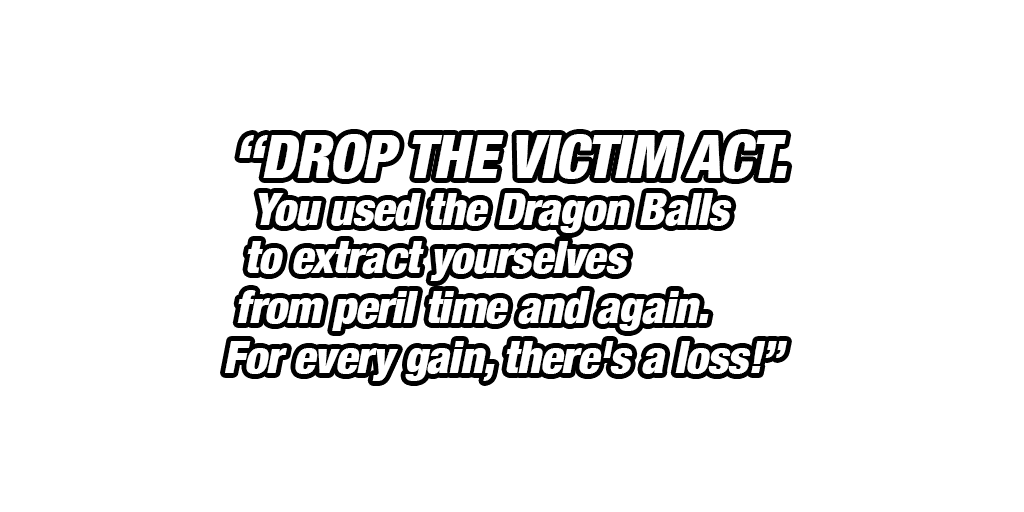 “DROP THE VICTIM ACT.
You used the Dragon Balls
to extract yourselves
from peril time and again.
For every gain, there's a loss!”